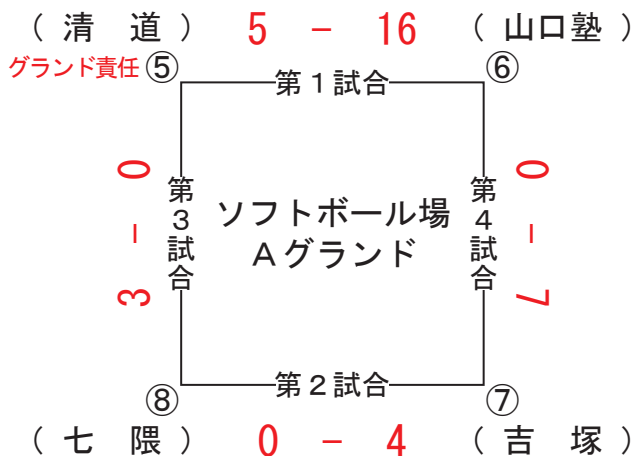 （ 清　道 ）　5　－　16　（ 山口塾 ）
グランド責任 ⑤　⑥
第１試合
0　－　3
第３試合
ソフトボール場
Ａグランド
第４試合
0　－　7
第２試合
⑧　⑦
（ 七　隈 ）　0　－　4　（ 吉　塚 ）